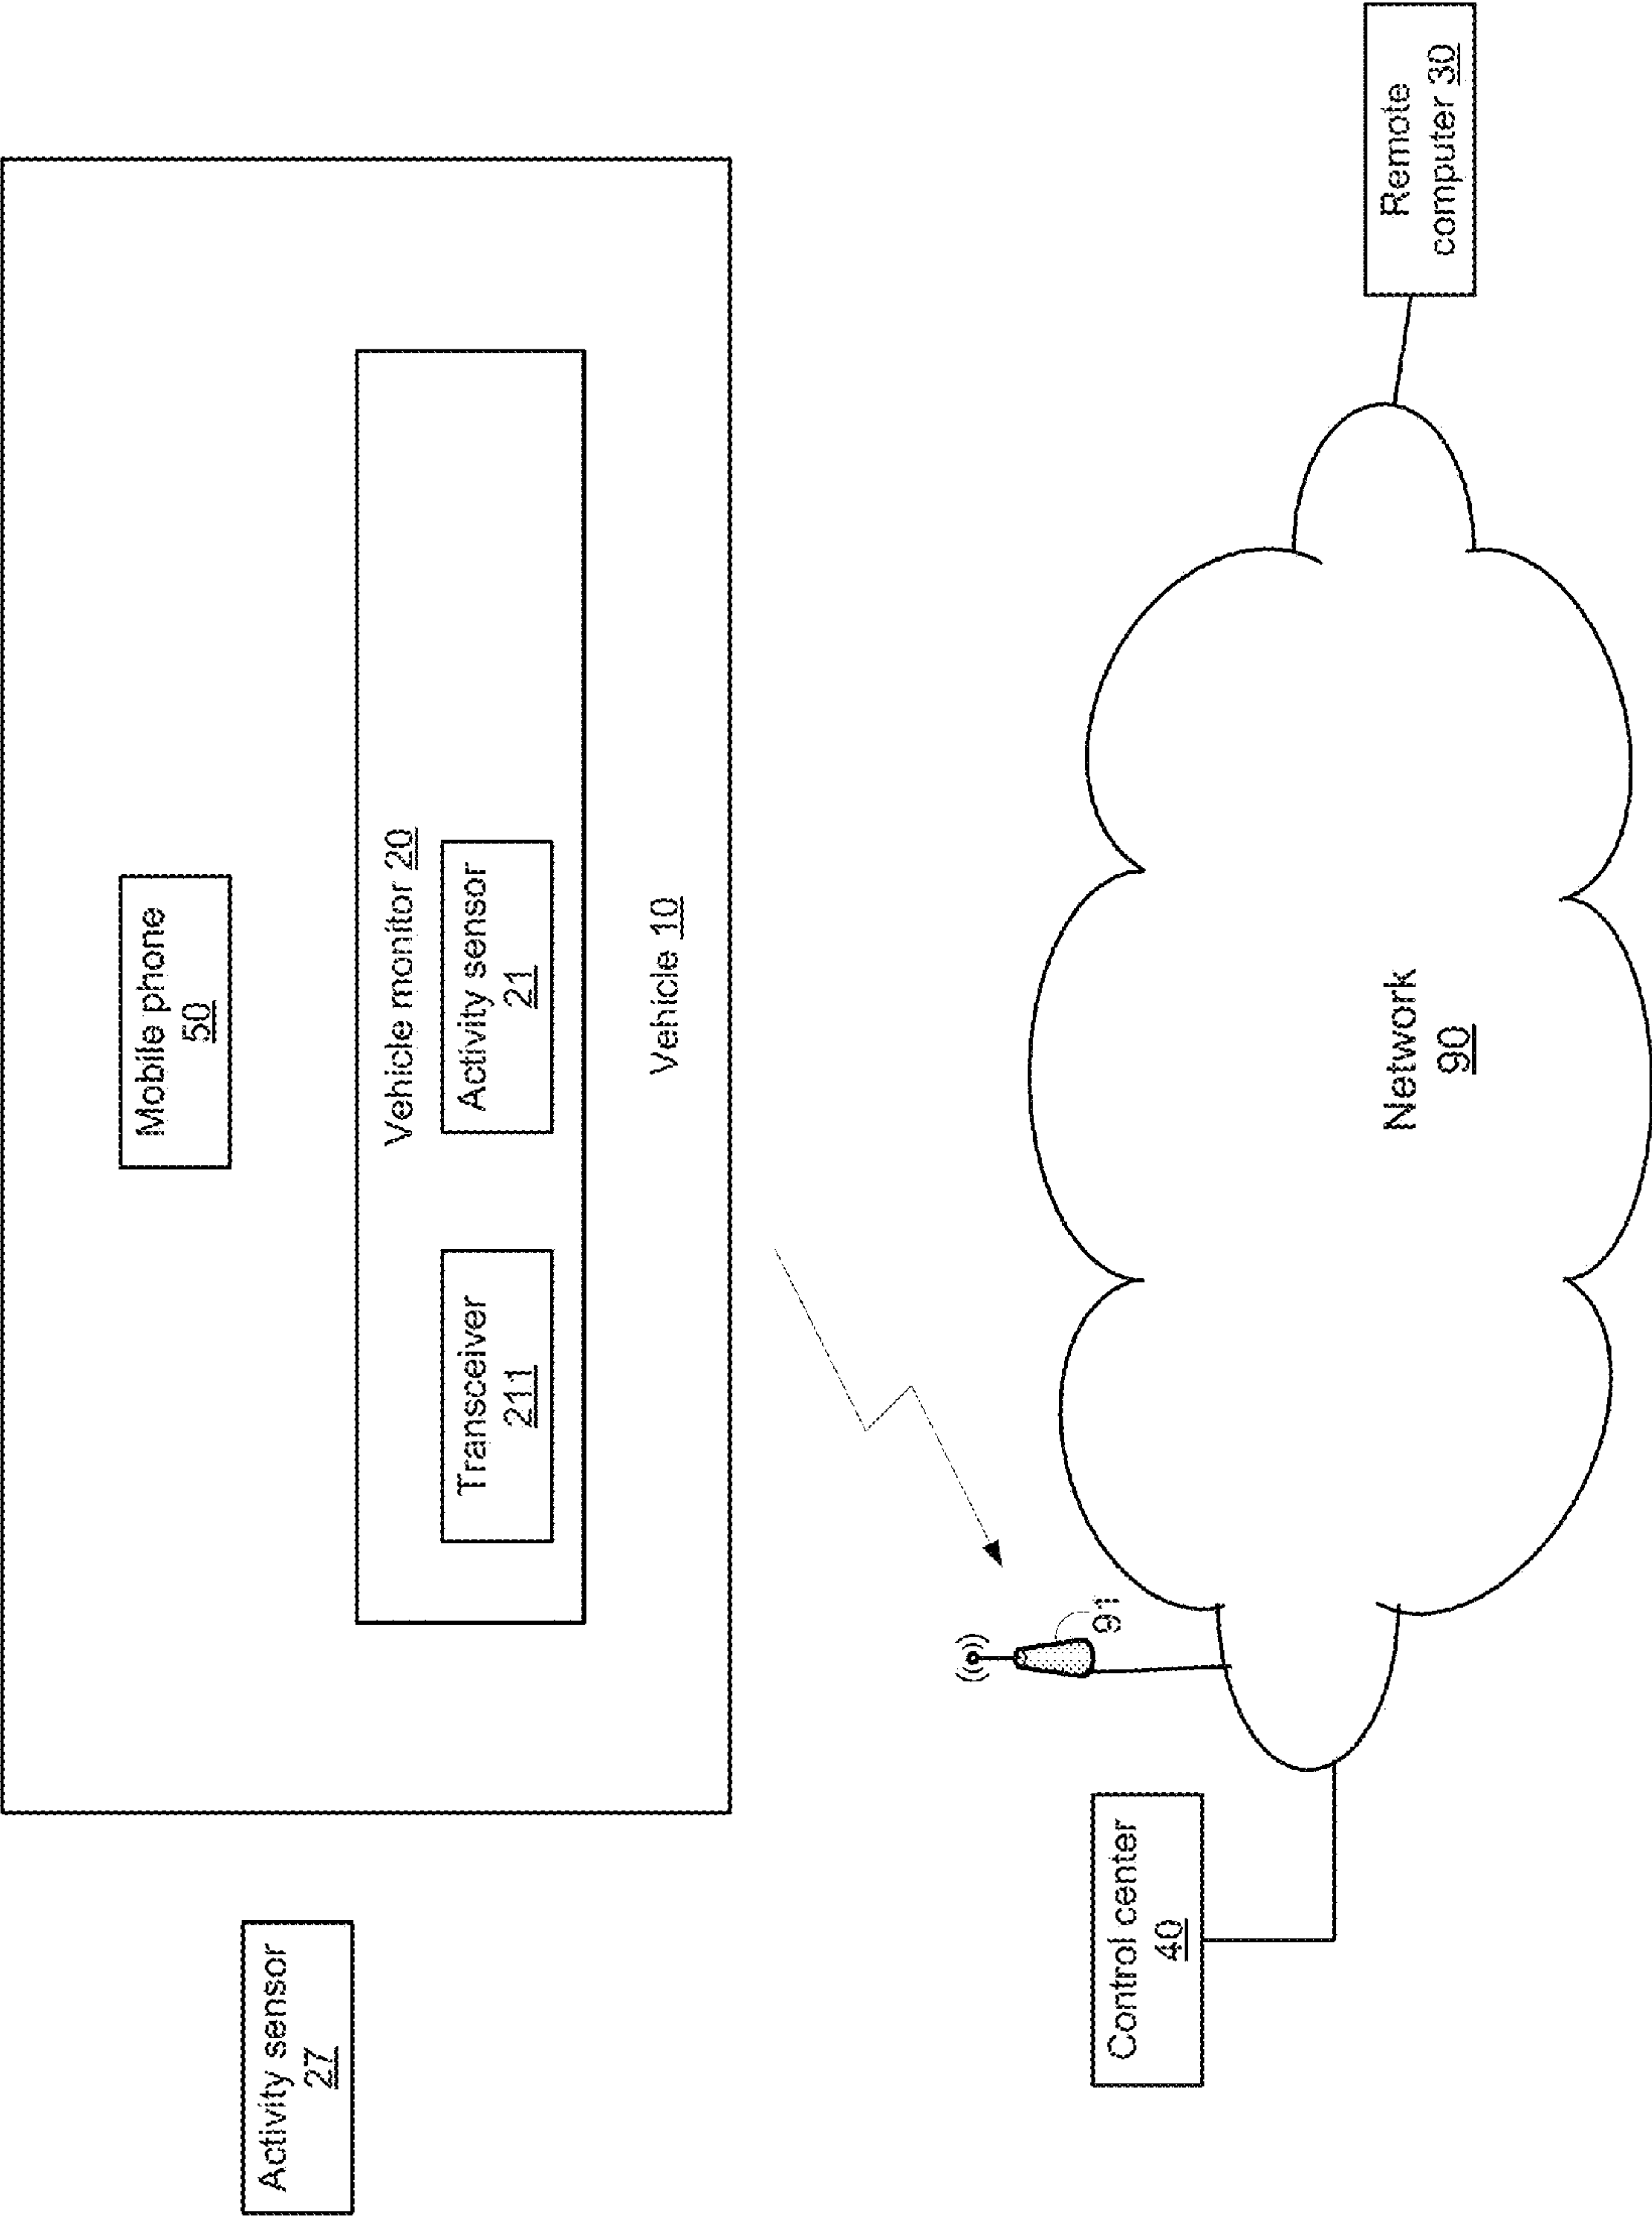 Activity sensor
27
Mobile phone
50
Vehicle monitor 20
Transceiver
211
Activity sensor
21
Vehicle 10
91
Control center
40
Network
90
Remote
computer 30